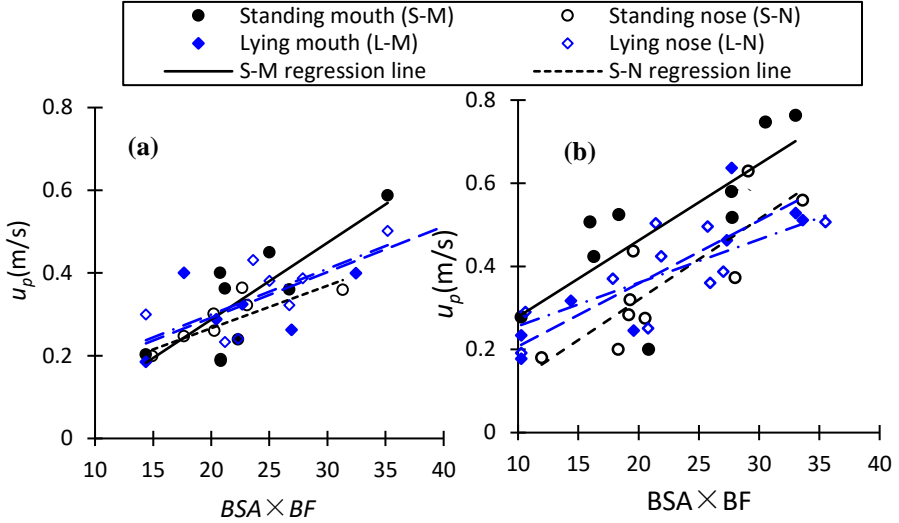 Standing mouth (S-M) Standing nose (S-N)
Lying mouth (L-M) Lying nose (L-N)
S-M regression line S-N regression line
(a)
0.8
0.6
0.4
0.2
0
u_p(m/s)
10 15 20 25 30 35 40
BSA×BF
(b)
0.8
0.6
0.4
0.2
0
u_p(m/s)
10 15 20 25 30 35 40
BSA×BF